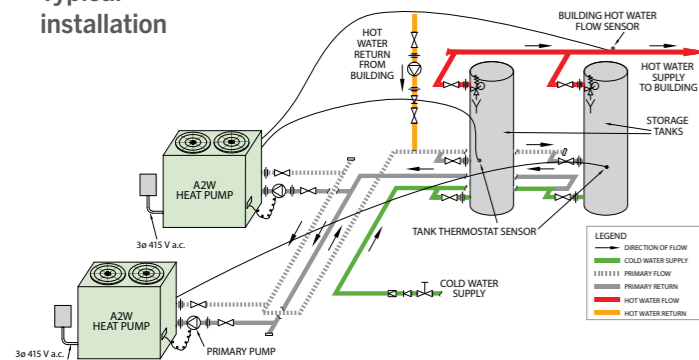 Typical
installation
HOT
WATER
RETURN
FROM
BUILDING
BUILDING HOT WATER
FLOW SENSOR
HOT WATER
SUPPLY
TO BUILDING
STORAGE
TANKS
A2W
HEAT PUMP
3ø 415 V a.c.
TANK THERMOSTAT SENSOR
COLD WATER
SUPPLY
A2W
HEAT PUMP
PRIMARY PUMP
3ø 415 V a.c.
LEGEND
DIRECTION OF FLOW
COLD WATER SUPPLY
PRIMARY FLOW
PRIMARY RETURN
HOT WATER FLOW
HOT WATER RETURN